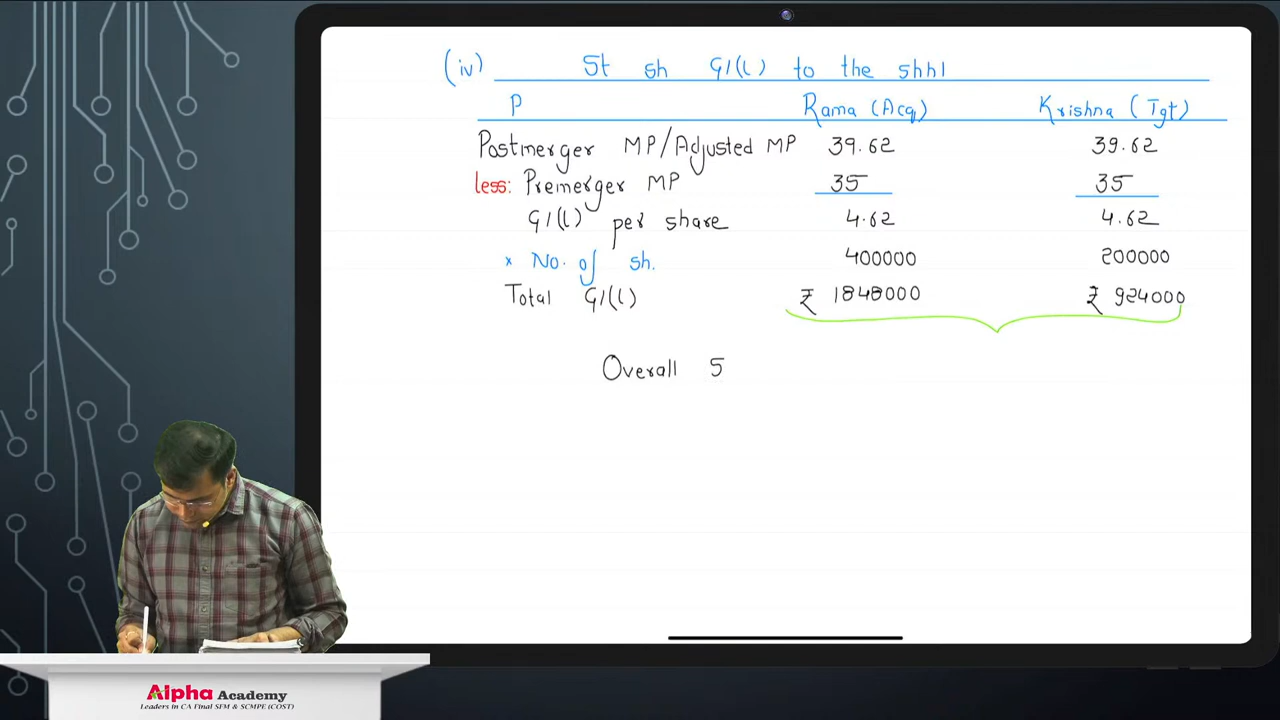 (iv) St sh G/(L) to the shhl
P Rama (Acq) Krishna (Tgt)
Postmerger MP/Adjusted MP 39.62 39.62
less: Premerger MP 35 35
G/(L) per share 4.62 4.62
× No. of sh. 400000 200000
Total G/(L) ₹ 1848000 ₹ 924000
Overall S
Alpha Academy
Leaders in CA Final SFM & SCMPE (COST)